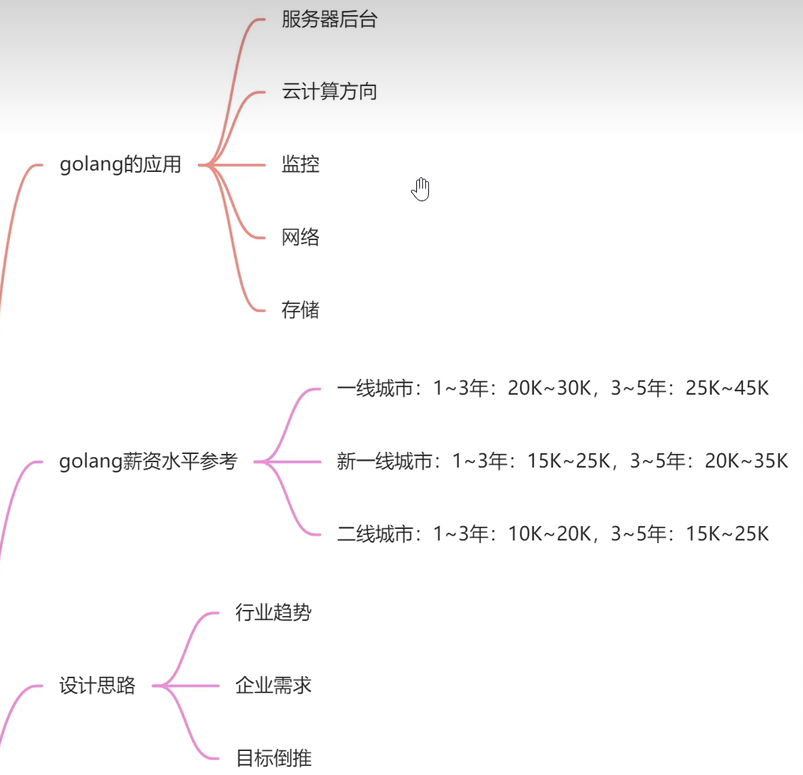 服务器后台
云计算方向
golang的应用
监控
网络
存储
一线城市：1~3年：20K~30K，3~5年：25K~45K
golang薪资水平参考
新一线城市：1~3年：15K~25K，3~5年：20K~35K
二线城市：1~3年：10K~20K，3~5年：15K~25K
行业趋势
设计思路
企业需求
目标倒推